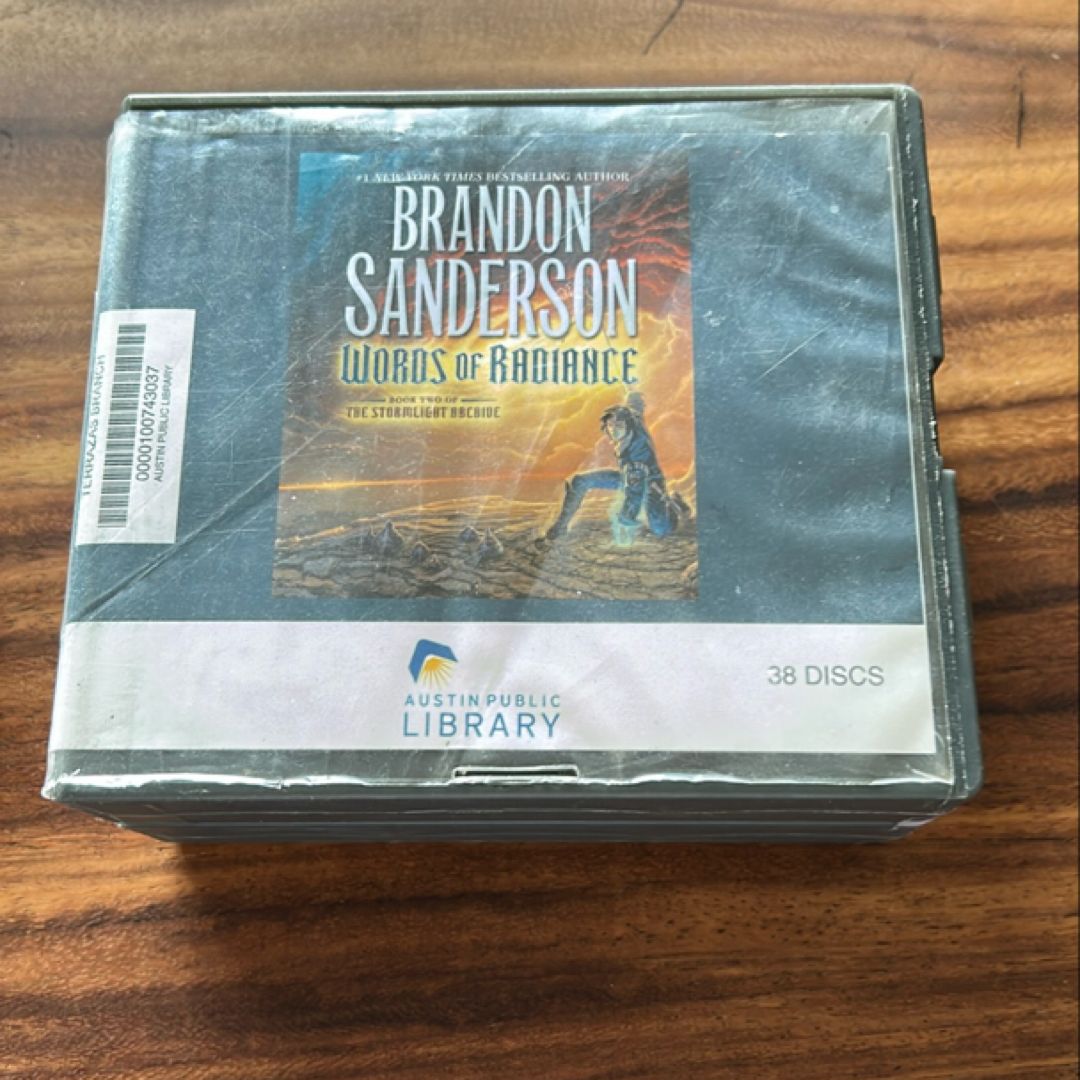 #1 NEW YORK TIMES BESTSELLING AUTHOR
BRANDON
SANDERSON
WORDS OF RADIANCE
BOOK TWO OF
THE STORMLIGHT ARCHIVE
TERRAZAS BRANCH
0000100743037
AUSTIN PUBLIC LIBRARY
AUSTIN PUBLIC
LIBRARY
38 DISCS